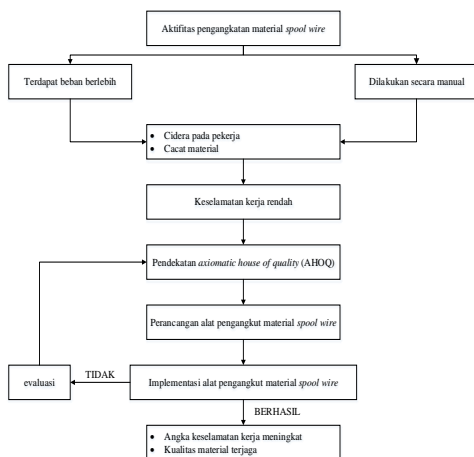 Aktifitas pengangkatan material spool wire
Terdapat beban berlebih
Dilakukan secara manual
• Cidera pada pekerja
• Cacat material
Keselamatan kerja rendah
Pendekatan axiomatic house of quality (AHOQ)
Perancangan alat pengangkut material spool wire
evaluasi
TIDAK
Implementasi alat pengangkut material spool wire
BERHASIL
• Angka keselamatan kerja meningkat
• Kualitas material terjaga